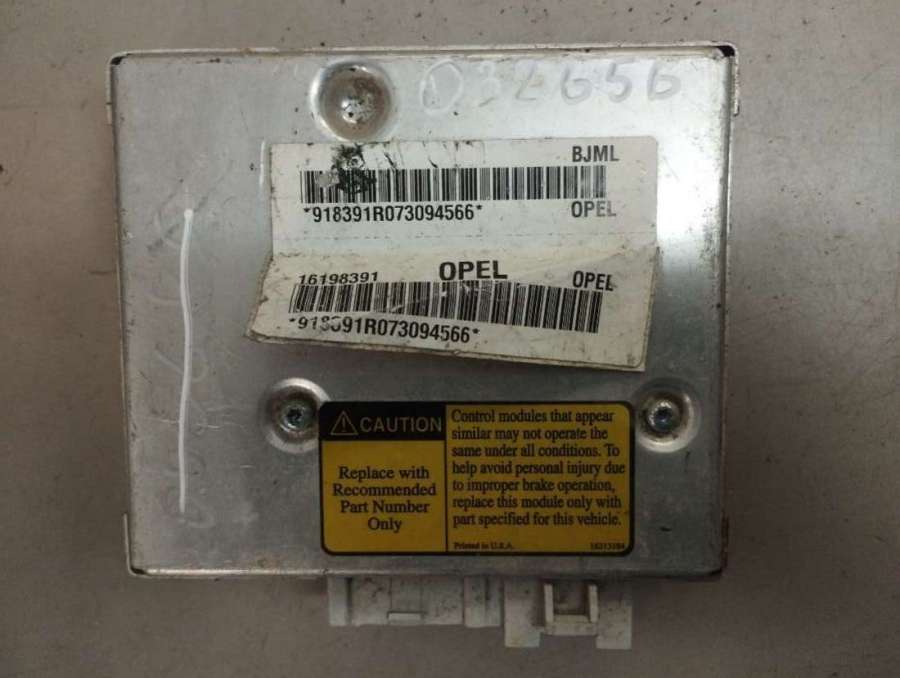 032656
BJML
*918391R073094566*
OPEL
16198391 OPEL OPEL
*918391R073094566*
CAUTION
Replace with
Recommended
Part Number
Only
Control modules that appear
similar may not operate the
same under all conditions. To
help avoid personal injury due
to improper brake operation,
replace this module only with
part specified for this vehicle.
Printed in U.S.A.